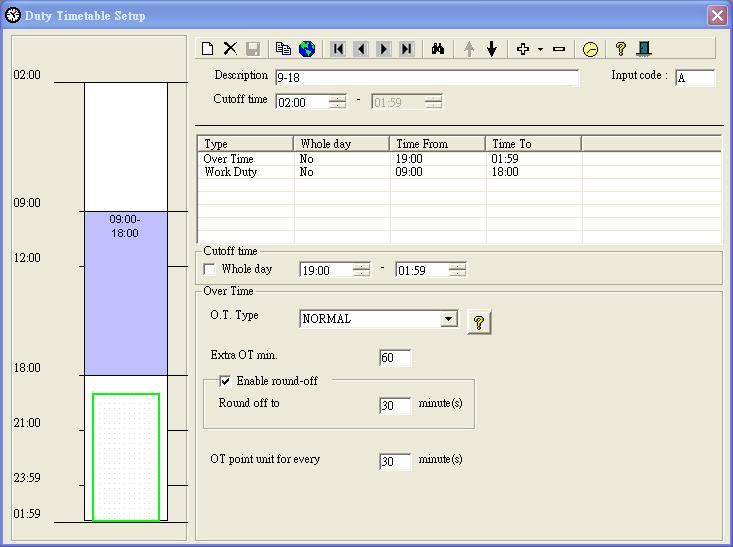 Duty Timetable Setup
02:00
09:00
09:00-
18:00
12:00
18:00
21:00
23:59
01:59
Description 9-18 Input code : A
Cutoff time 02:00 - 01:59
Type Whole day Time From Time To
Over Time No 19:00 01:59
Work Duty No 09:00 18:00
Cutoff time
Whole day 19:00 - 01:59
Over Time
O.T. Type NORMAL ?
Extra OT min. 60
Enable round-off
Round off to 30 minute(s)
OT point unit for every 30 minute(s)